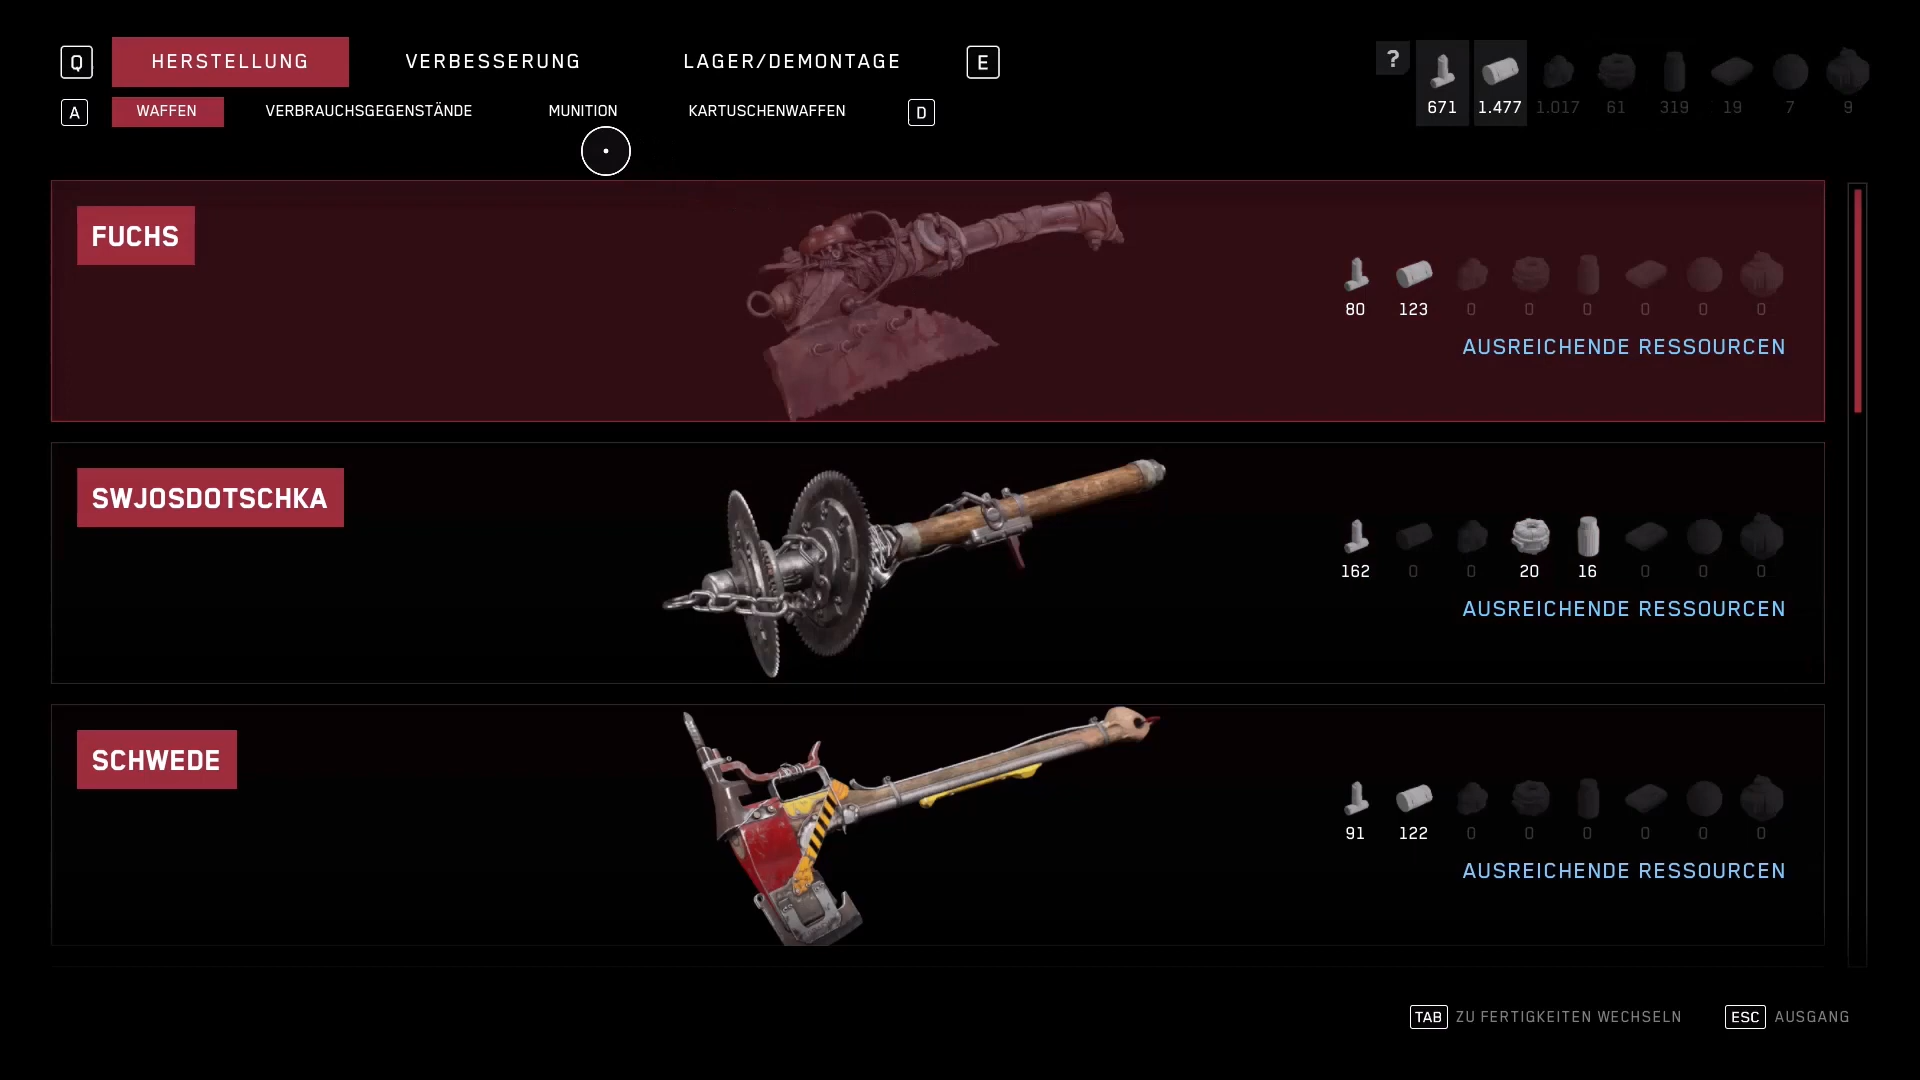 Q HERSTELLUNG VERBESSERUNG LAGER/DEMONTAGE E
A WAFFEN VERBRAUCHSGEGENSTÄNDE MUNITION KARTUSCHENWAFFEN D
?
671 1.477 1.017 61 319 19 7 9
FUCHS
80 123 0 0 0 0 0 0
AUSREICHENDE RESSOURCEN
SWJOSDOTSCHKA
162 0 0 20 16 0 0 0
AUSREICHENDE RESSOURCEN
SCHWEDE
91 122 0 0 0 0 0 0
AUSREICHENDE RESSOURCEN
TAB ZU FERTIGKEITEN WECHSELN ESC AUSGANG